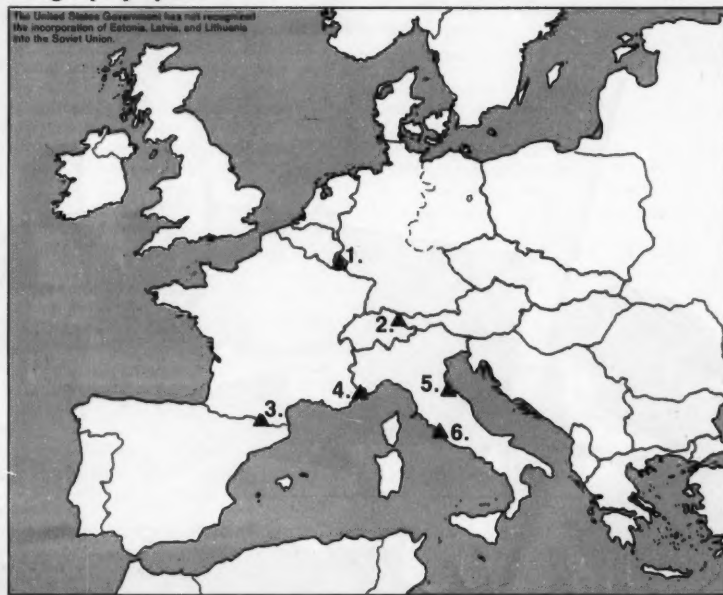 The United States Government has not recognized
the incorporation of Estonia, Latvia, and Lithuania
into the Soviet Union.
1.
2.
3.
4.
5.
6.